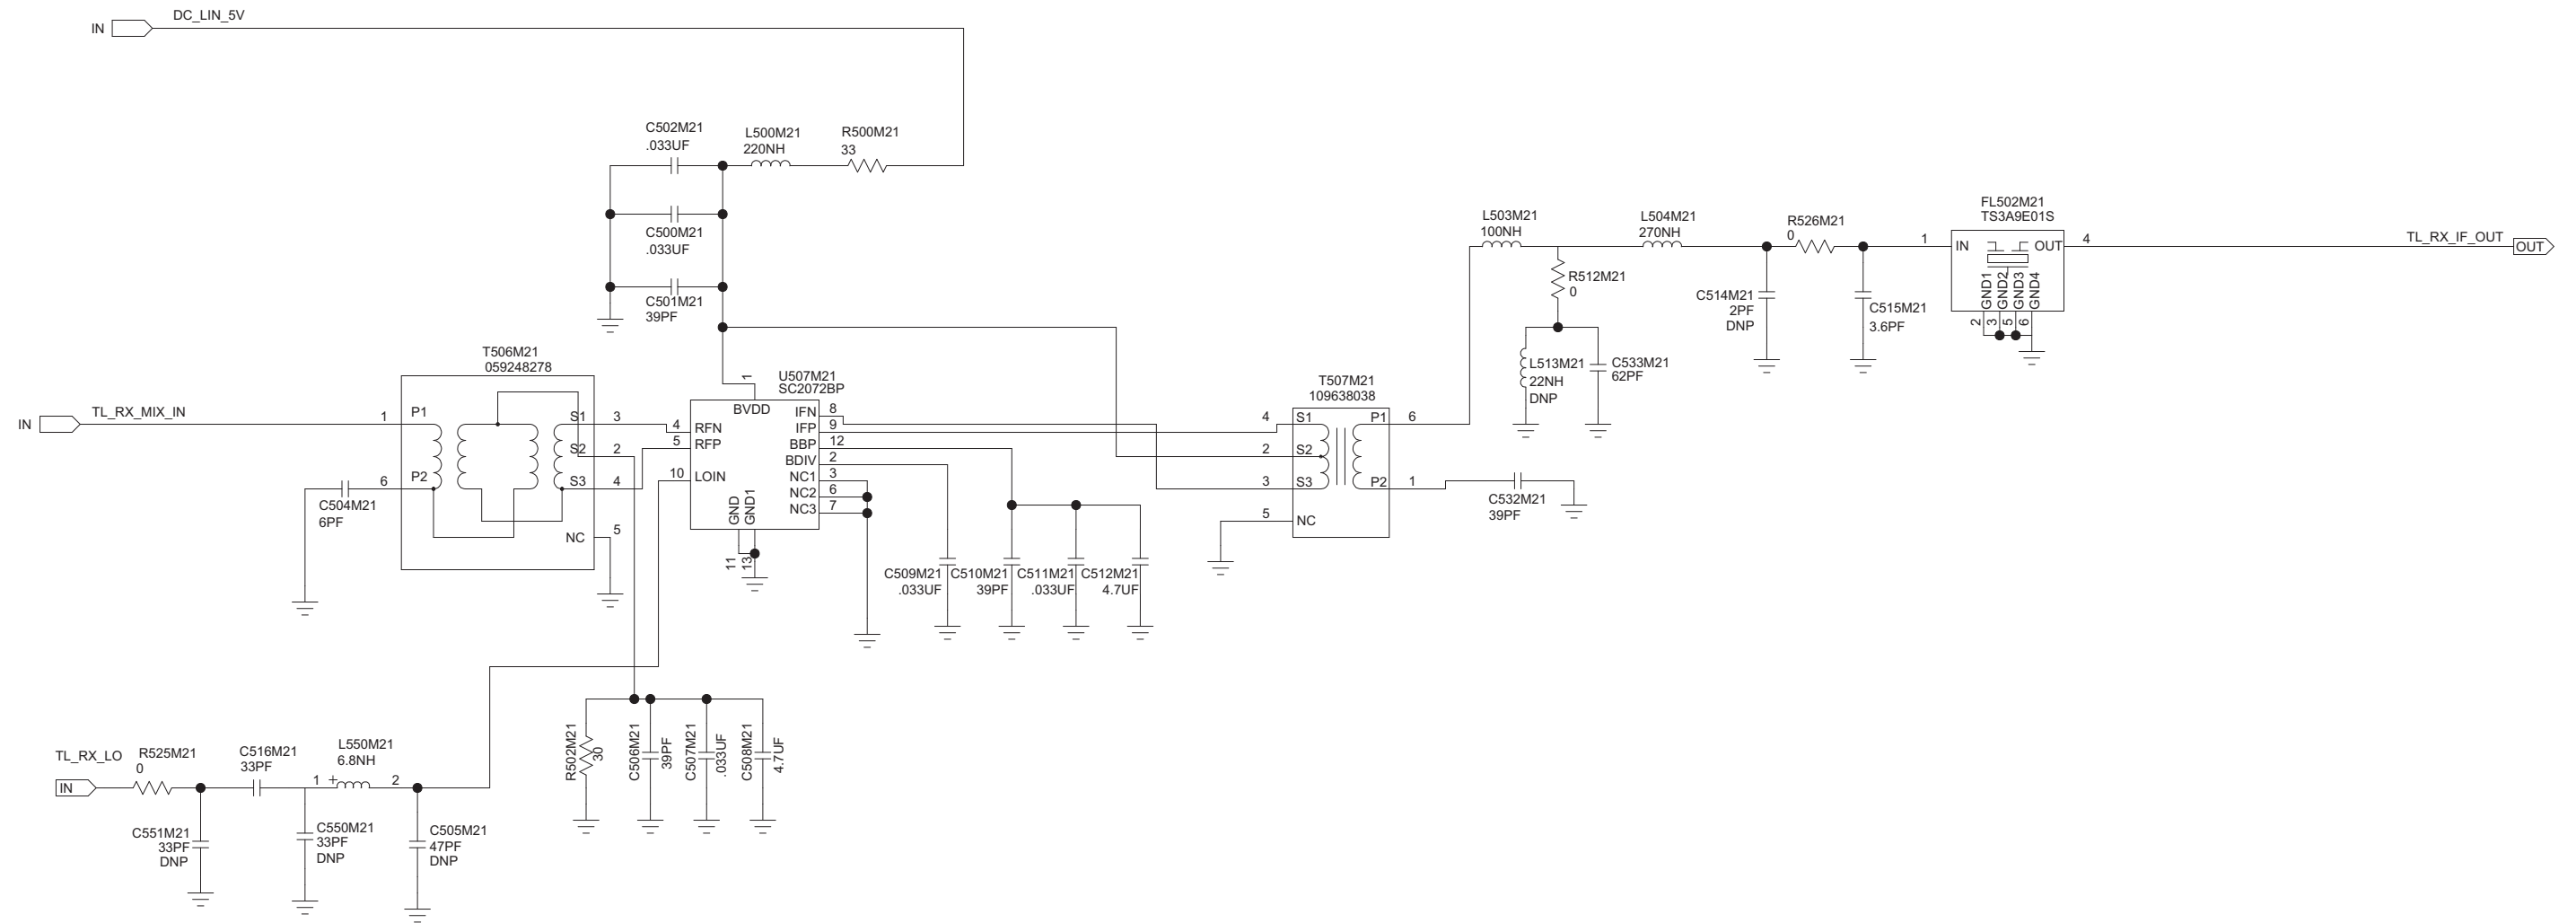 DC_LIN_5V
IN
C502M21
.033UF
L500M21
220NH
R500M21
33
C500M21
.033UF
C501M21
39PF
L503M21
100NH
L504M21
270NH
R526M21
0
FL502M21
TS3A9E01S
1
IN
OUT
4
TL_RX_IF_OUT
OUT
GND1
GND2
GND3
GND4
2
3
5
6
R512M21
0
C514M21
2PF
DNP
C515M21
3.6PF
L513M21
22NH
DNP
C533M21
62PF
T506M21
059248278
TL_RX_MIX_IN
IN
1
P1
P2
6
S1
3
S2
2
S3
4
NC
5
C504M21
6PF
U507M21
SC2072BP
1
BVDD
4
RFN
5
RFP
10
LOIN
IFN
8
IFP
9
BBP
12
BDIV
2
NC1
3
NC2
6
NC3
7
GND
GND1
11
13
T507M21
109638038
4
S1
2
S2
3
S3
5
NC
P1
6
P2
1
C532M21
39PF
C509M21
.033UF
C510M21
39PF
C511M21
.033UF
C512M21
4.7UF
R502M21
30
C506M21
39PF
C507M21
.033UF
C508M21
4.7UF
TL_RX_LO
IN
R525M21
0
C516M21
33PF
L550M21
6.8NH
1
+
2
C551M21
33PF
DNP
C550M21
33PF
DNP
C505M21
47PF
DNP